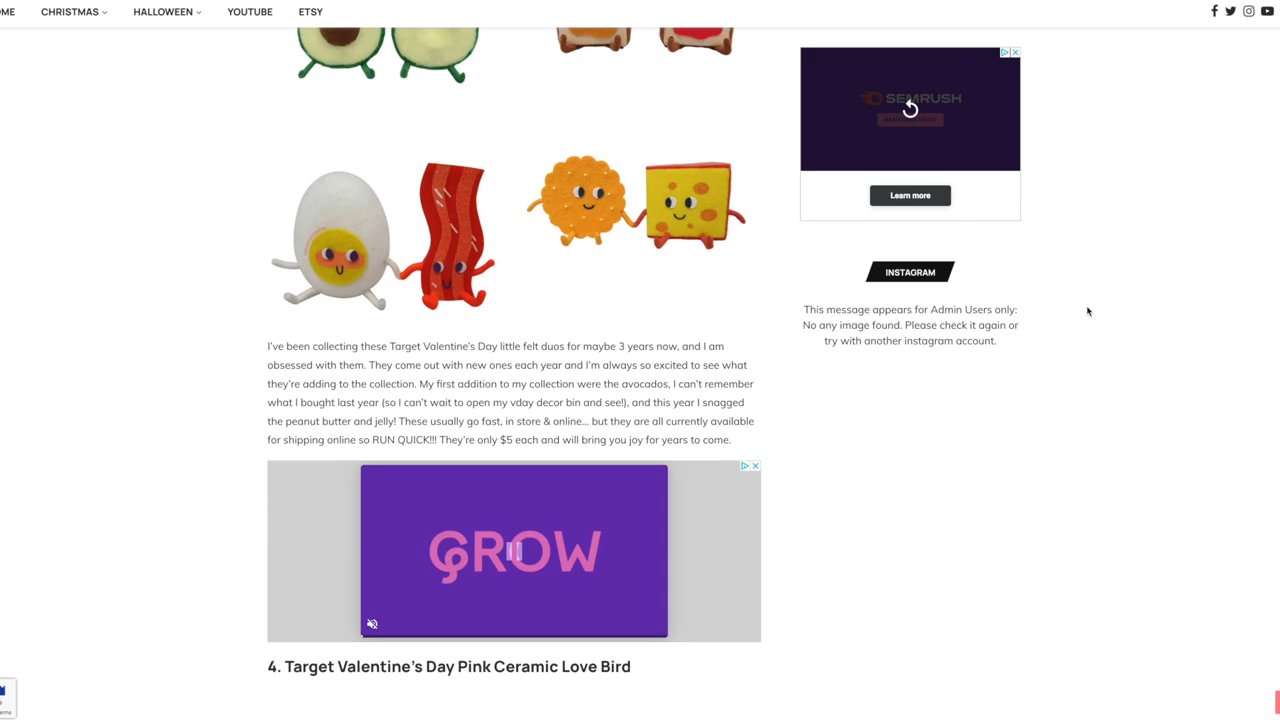 CHRISTMAS
HALLOWEEN
YOUTUBE
ETSY
SEMRUSH
Learn more
INSTAGRAM
This message appears for Admin Users only:
No any image found. Please check it again or
try with another instagram account.
I've been collecting these Target Valentine's Day little felt duos for maybe 3 years now, and I am
obsessed with them. They come out with new ones each year and I'm always so excited to see what
they're adding to the collection. My first addition to my collection were the avocados, I can't remember
what I bought last year (so I can't wait to open my vday decor bin and see!), and this year I snagged
the peanut butter and jelly! These usually go fast, in store & online... but they are all currently available
for shipping online so RUN QUICK!!! They're only $5 each and will bring you joy for years to come.
GROW
4. Target Valentine's Day Pink Ceramic Love Bird